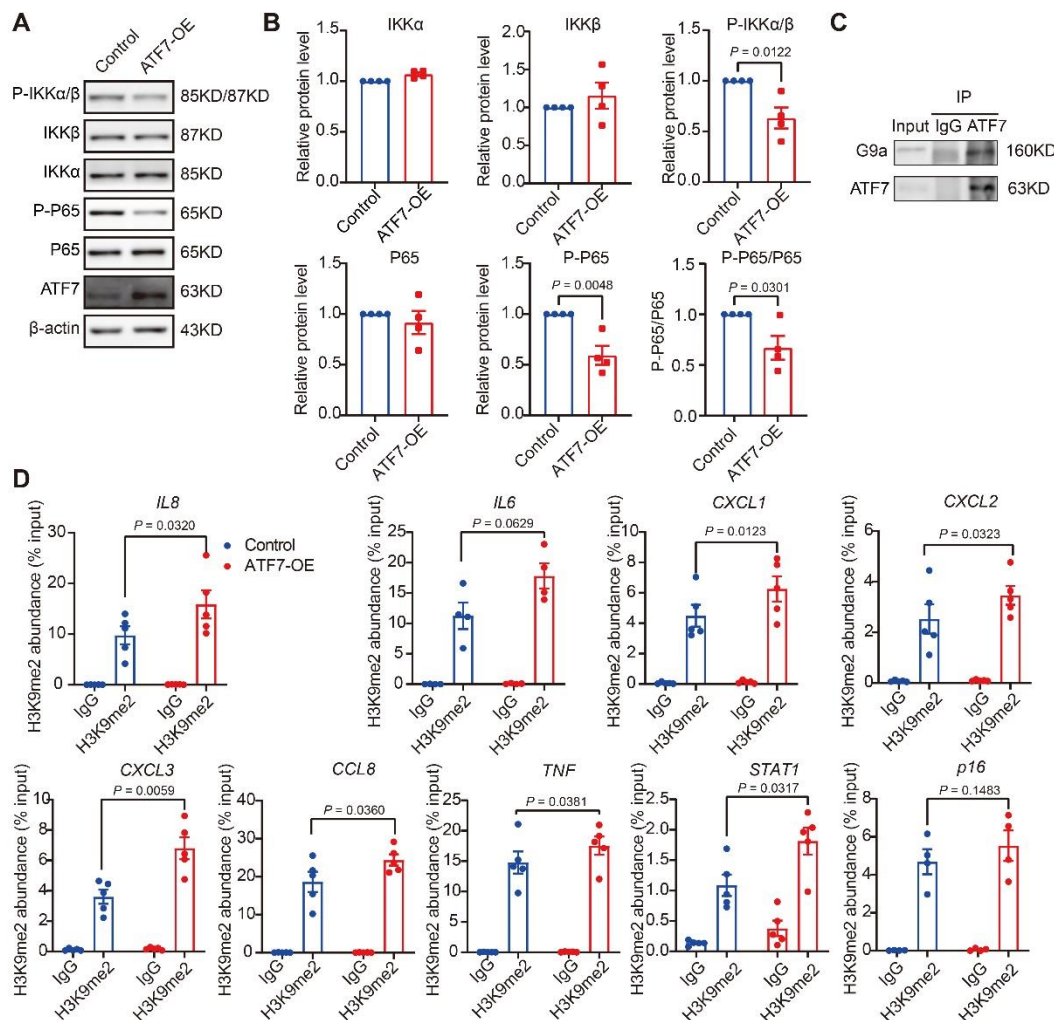 A
Control
ATF7-OE
P-IKKα/β 85KD/87KD
IKKβ 87KD
IKKα 85KD
P-P65 65KD
P65 65KD
ATF7 63KD
β-actin 43KD
B
IKKα
Relative protein level
1.5
1.0
0.5
0.0
Control
ATF7-OE
IKKβ
Relative protein level
2.0
1.5
1.0
0.5
0.0
Control
ATF7-OE
P-IKKα/β
P = 0.0122
Relative protein level
1.5
1.0
0.5
0.0
Control
ATF7-OE
P65
Relative protein level
1.5
1.0
0.5
0.0
Control
ATF7-OE
P-P65
P = 0.0048
Relative protein level
1.5
1.0
0.5
0.0
Control
ATF7-OE
P-P65/P65
P = 0.0301
P-P65/P65
1.5
1.0
0.5
0.0
Control
ATF7-OE
C
IP
Input IgG ATF7
G9a 160KD
ATF7 63KD
D
IL8
P = 0.0320
H3K9me2 abundance (% input)
30
20
10
0
IgG
H3K9me2
IgG
H3K9me2
Control
ATF7-OE
IL6
P = 0.0629
H3K9me2 abundance (% input)
25
20
15
10
5
0
IgG
H3K9me2
IgG
H3K9me2
CXCL1
P = 0.0123
H3K9me2 abundance (% input)
10
8
6
4
2
0
IgG
H3K9me2
IgG
H3K9me2
CXCL2
P = 0.0323
H3K9me2 abundance (% input)
6
4
2
0
IgG
H3K9me2
IgG
H3K9me2
CXCL3
P = 0.0059
H3K9me2 abundance (% input)
10
8
6
4
2
0
IgG
H3K9me2
IgG
H3K9me2
CCL8
P = 0.0360
H3K9me2 abundance (% input)
60
40
20
0
IgG
H3K9me2
IgG
H3K9me2
TNF
P = 0.0381
H3K9me2 abundance (% input)
25
20
15
10
5
0
IgG
H3K9me2
IgG
H3K9me2
STAT1
P = 0.0317
H3K9me2 abundance (% input)
2.5
2.0
1.5
1.0
0.5
0.0
IgG
H3K9me2
IgG
H3K9me2
p16
P = 0.1483
H3K9me2 abundance (% input)
8
6
4
2
0
IgG
H3K9me2
IgG
H3K9me2